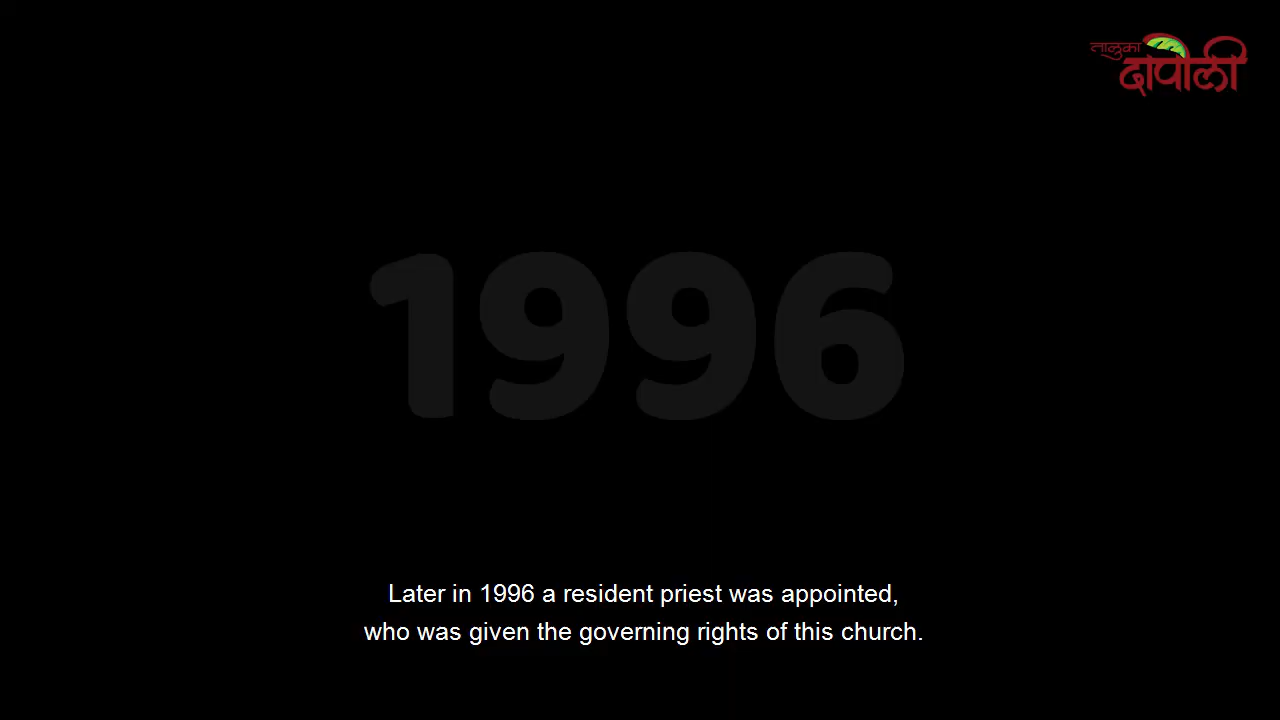 तालुका
दापोली
1996
Later in 1996 a resident priest was appointed,
who was given the governing rights of this church.